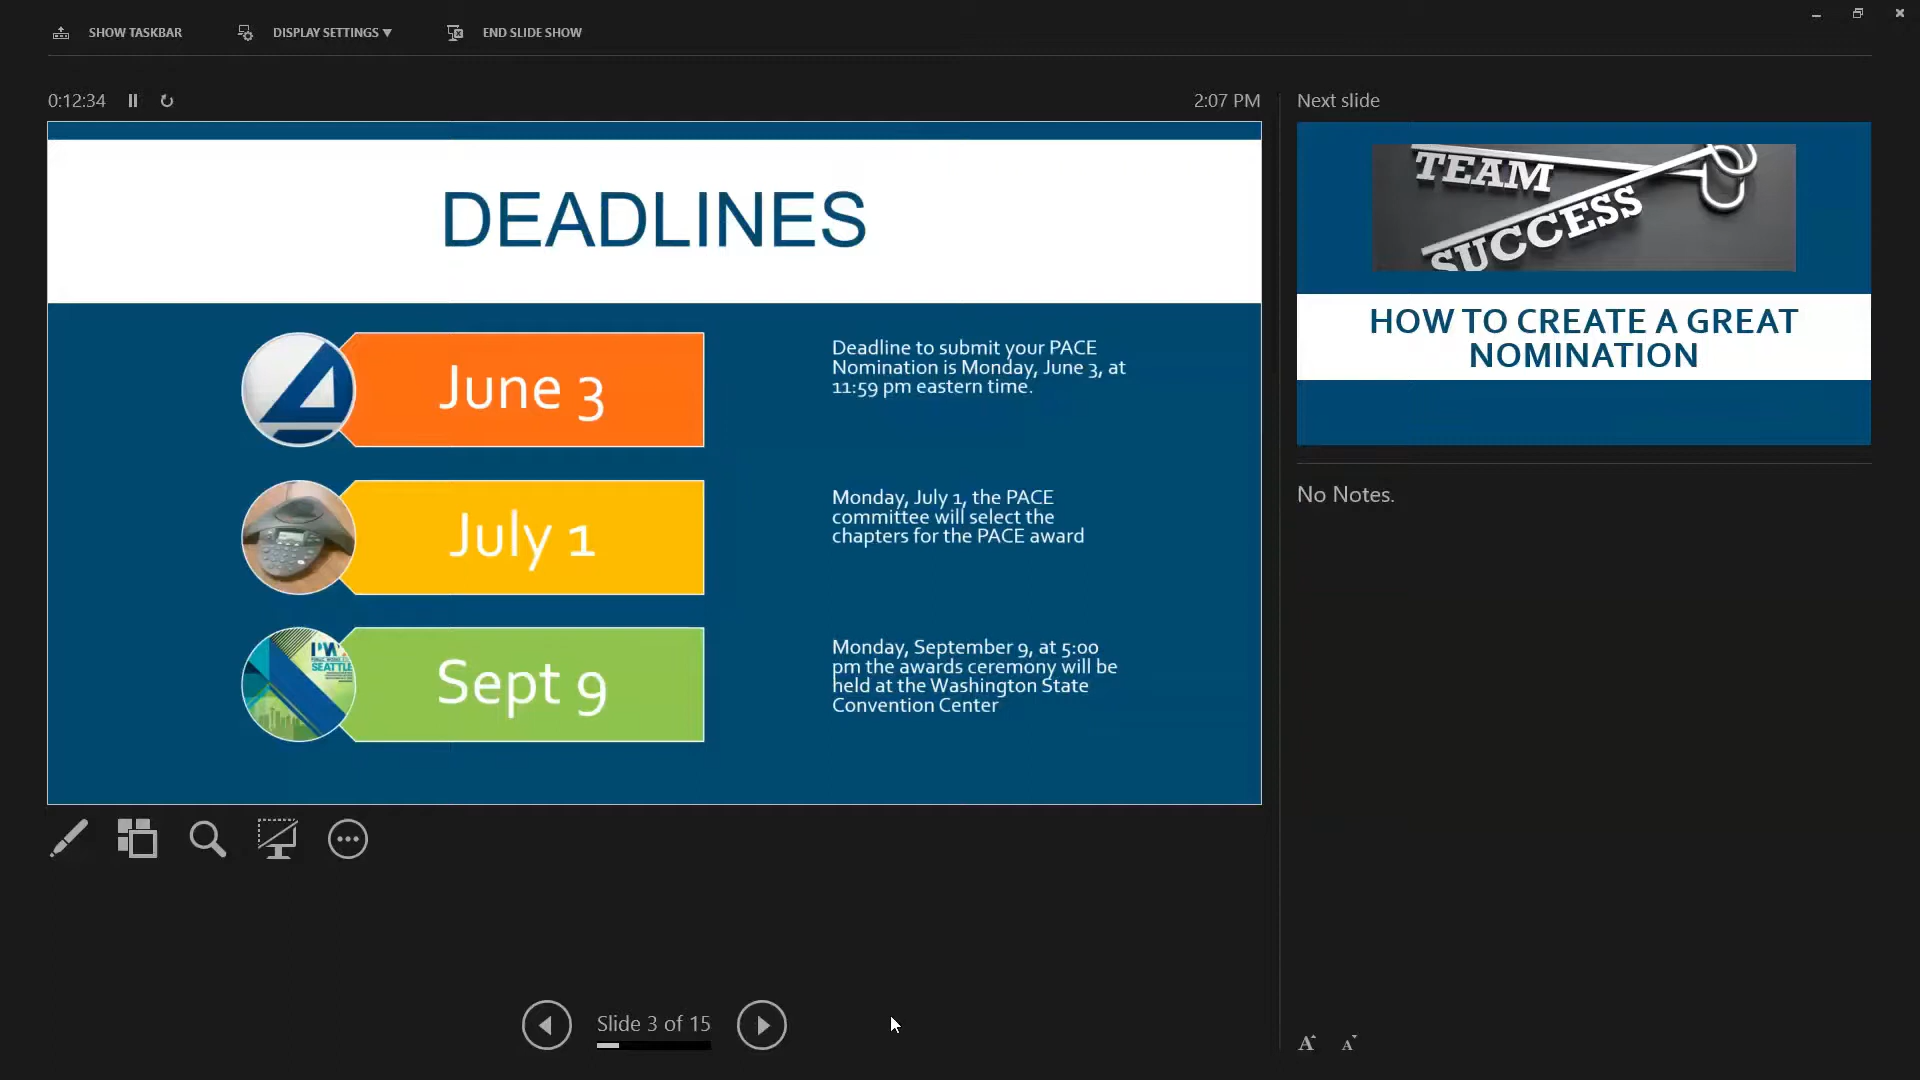 SHOW TASKBAR
DISPLAY SETTINGS ▼
END SLIDE SHOW
0:12:34
2:07 PM
DEADLINES
June 3
Deadline to submit your PACE
Nomination is Monday, June 3, at
11:59 pm eastern time.
July 1
Monday, July 1, the PACE
committee will select the
chapters for the PACE award
PW
SEATTLE
Sept 9
Monday, September 9, at 5:00
pm the awards ceremony will be
held at the Washington State
Convention Center
Slide 3 of 15
Next slide
TEAM
SUCCESS
HOW TO CREATE A GREAT
NOMINATION
No Notes.
A A